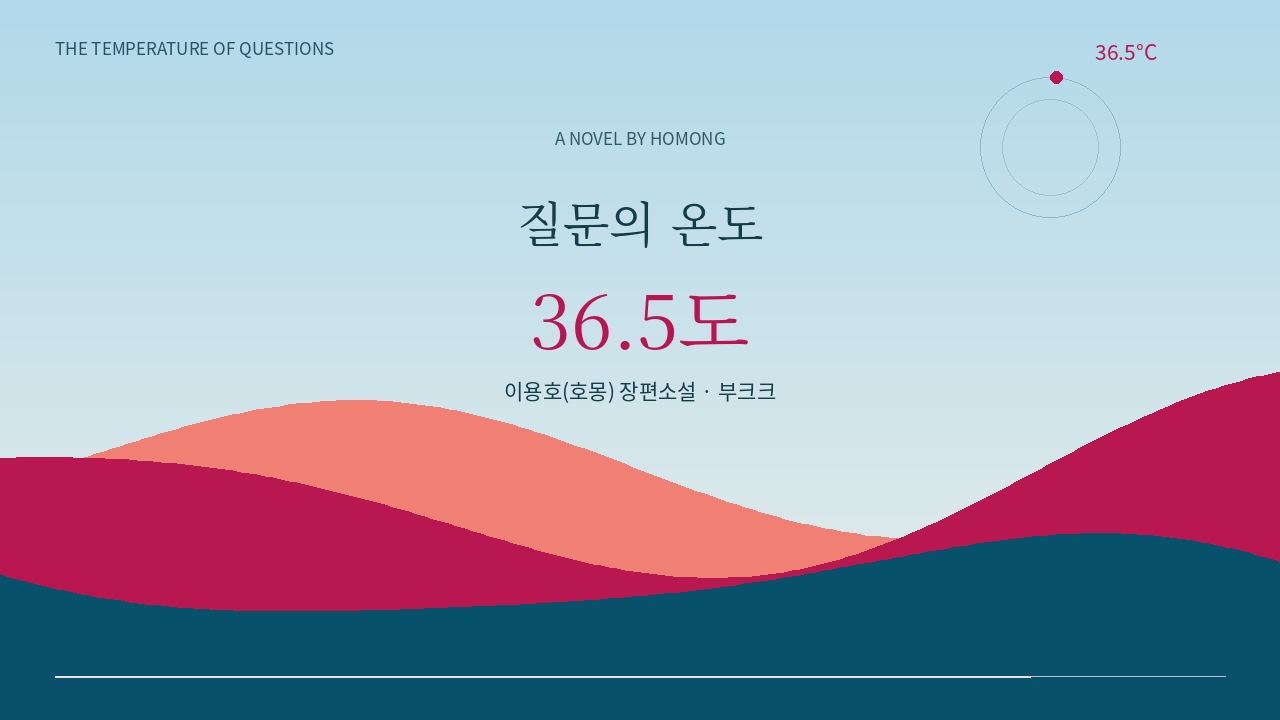 THE TEMPERATURE OF QUESTIONS
36.5°C
A NOVEL BY HOMONG
질문의 온도
36.5도
이용호(호몽) 장편소설 · 부크크